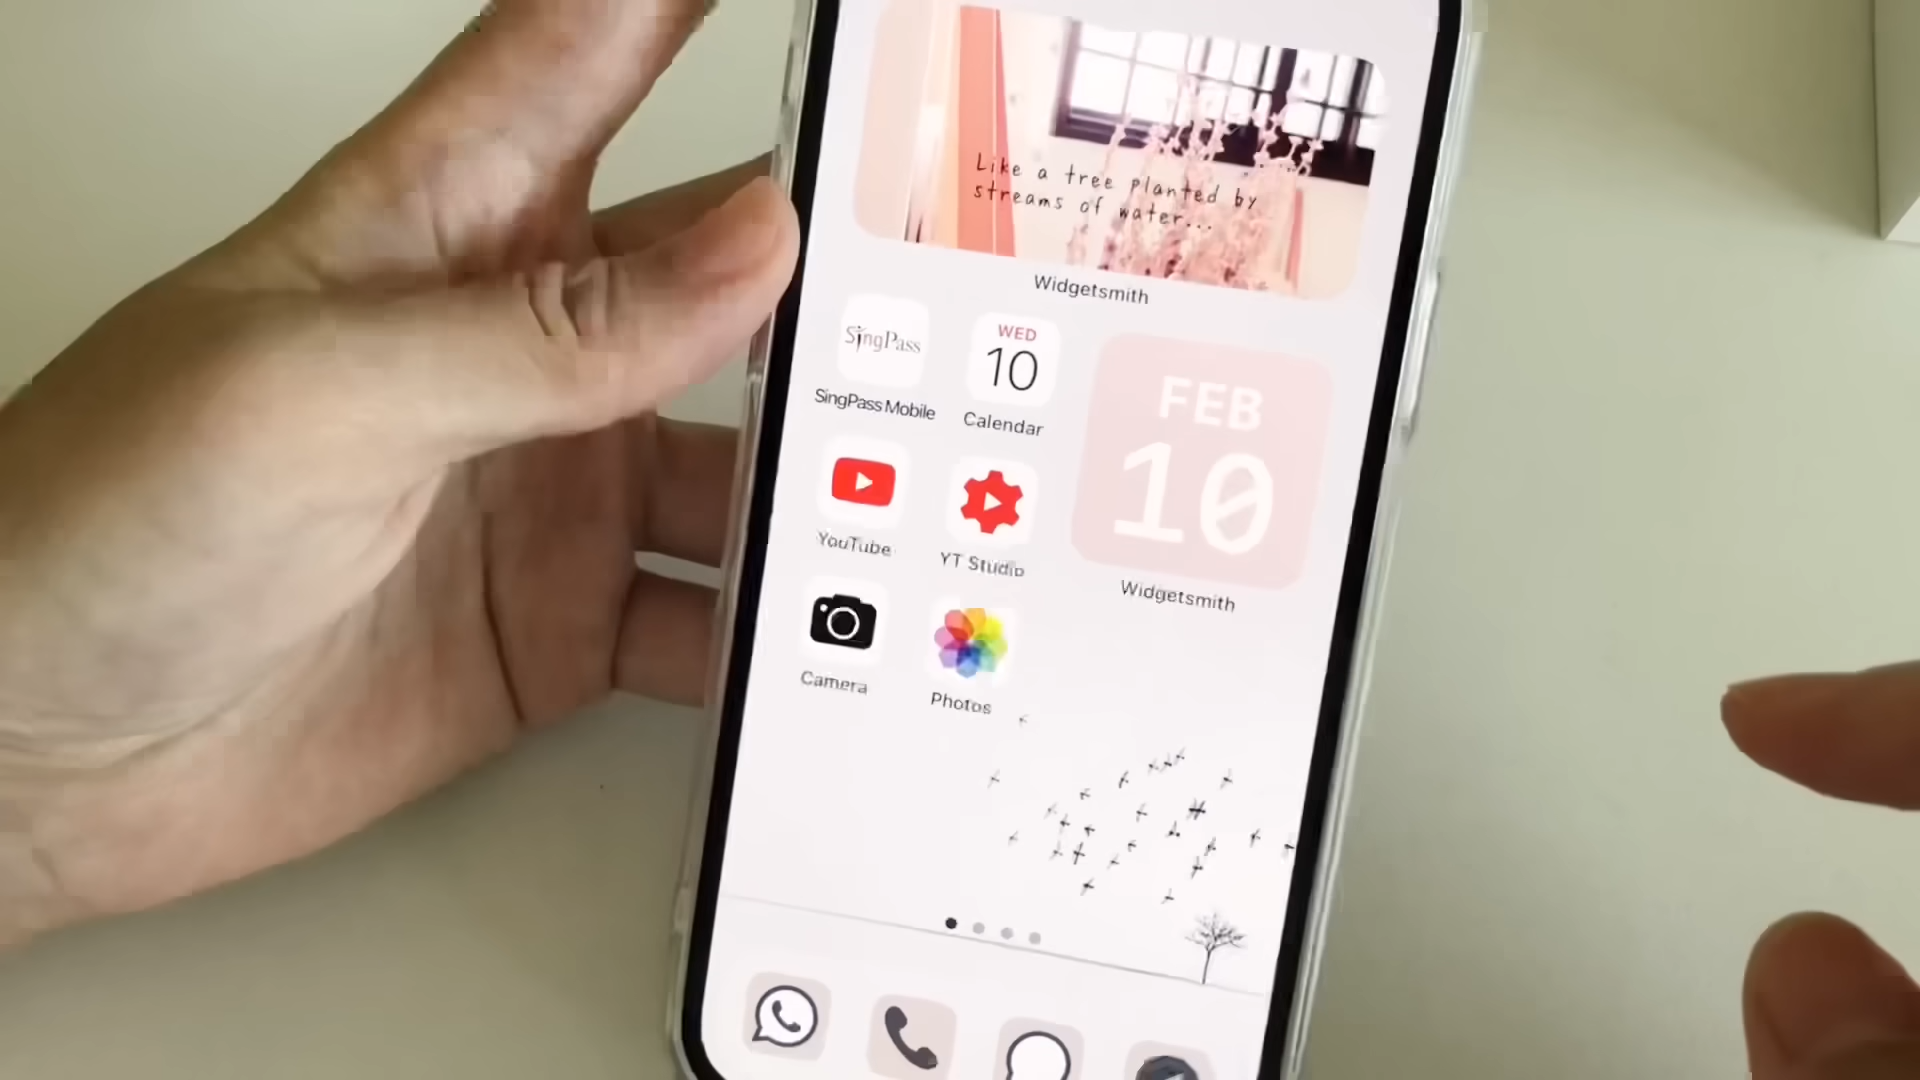 Like a tree planted by
streams of water...
Widgetsmith
SingPass
SingPass Mobile
WED
10
Calendar
FEB
10
Widgetsmith
YouTube
YT Studio
Camera
Photos